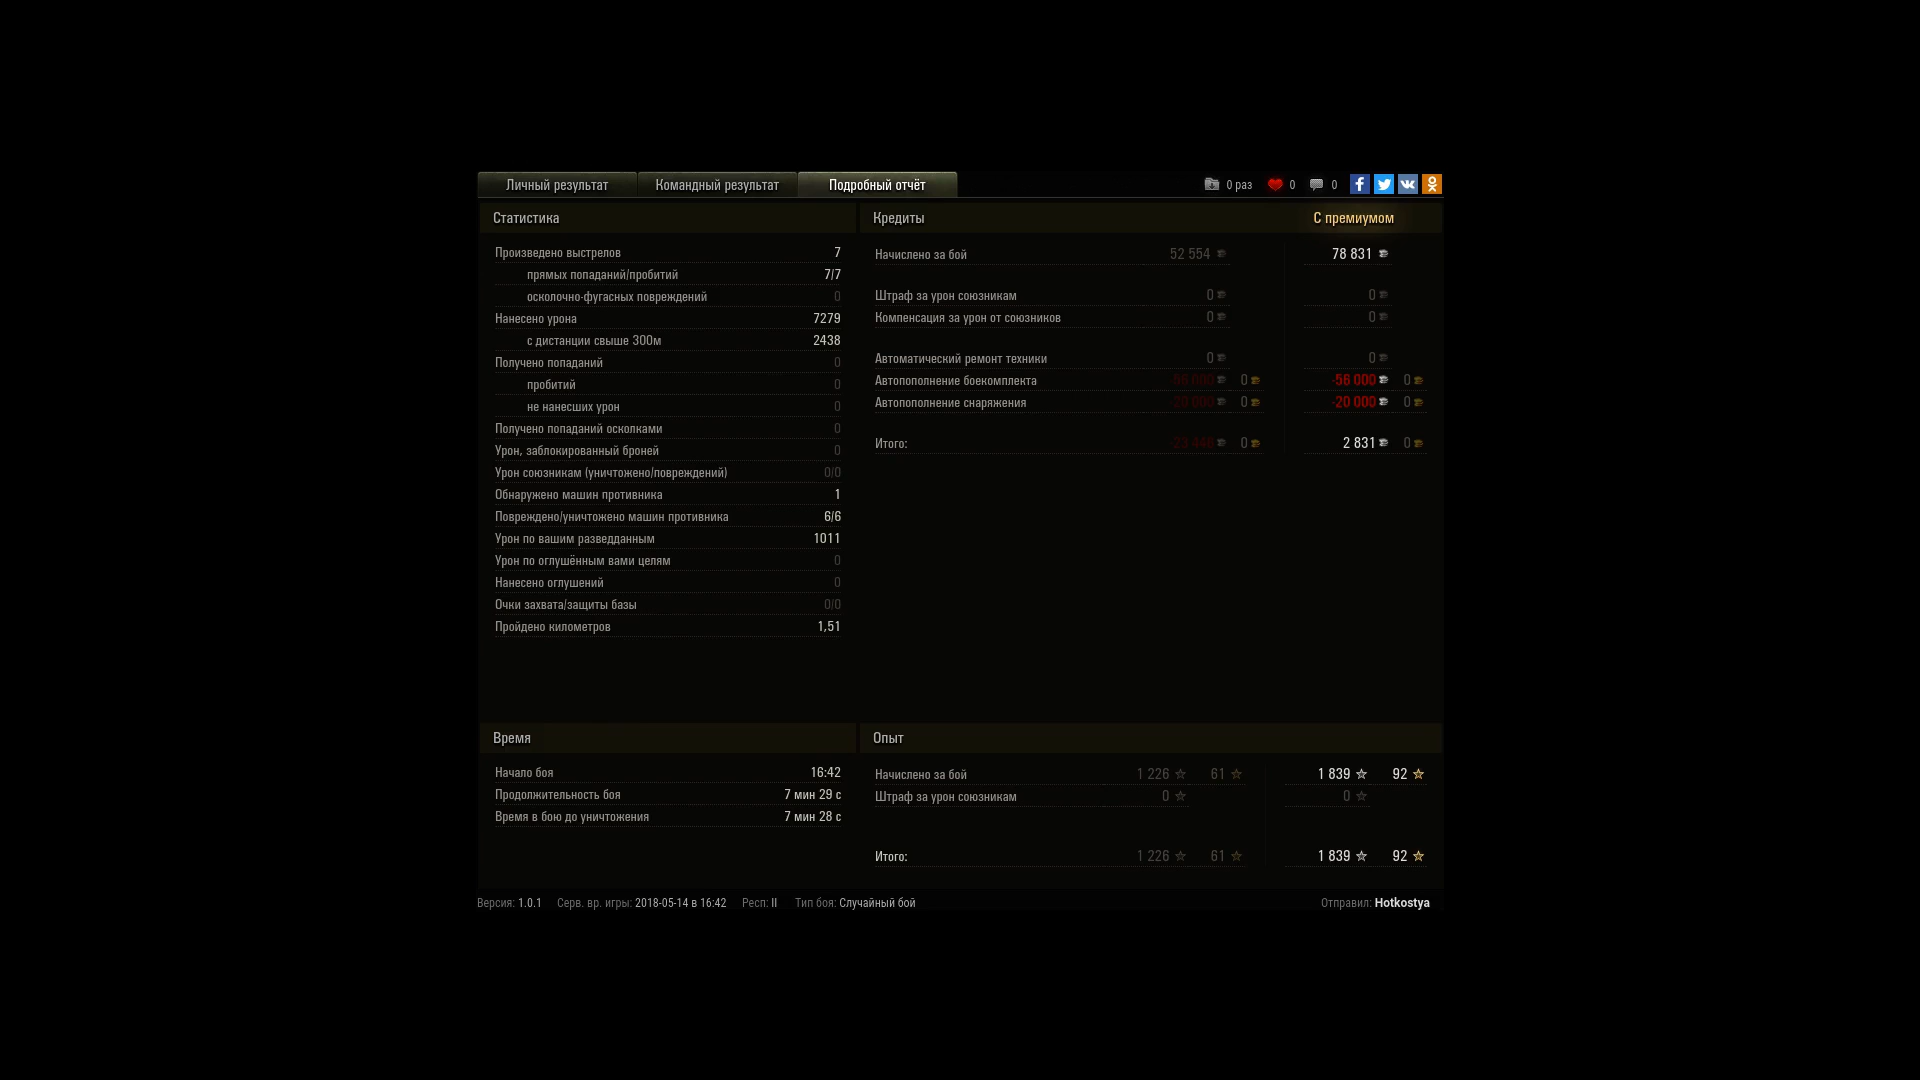 Личный результат Командный результат Подробный отчёт 0 раз 0 0
Статистика
Произведено выстрелов 7
прямых попаданий/пробитий 7/7
осколочно-фугасных повреждений 0
Нанесено урона 7279
с дистанции свыше 300м 2438
Получено попаданий 0
пробитий 0
не нанесших урон 0
Получено попаданий осколками 0
Урон, заблокированный броней 0
Урон союзникам (уничтожено/повреждений) 0/0
Обнаружено машин противника 1
Повреждено/уничтожено машин противника 6/6
Урон по вашим разведданным 1011
Урон по оглушённым вами целям 0
Нанесено оглушений 0
Очки захвата/защиты базы 0/0
Пройдено километров 1,51
Кредиты С премиумом
Начислено за бой 52 554 78 831
Штраф за урон союзникам 0 0
Компенсация за урон от союзников 0 0
Автоматический ремонт техники 0 0
Автопополнение боекомплекта -56 000 0 -56 000 0
Автопополнение снаряжения -20 000 0 -20 000 0
Итого: -23 446 0 2 831 0
Время
Начало боя 16:42
Продолжительность боя 7 мин 29 с
Время в бою до уничтожения 7 мин 28 с
Опыт
Начислено за бой 1 226 61 1 839 92
Штраф за урон союзникам 0 0
Итого: 1 226 61 1 839 92
Версия: 1.0.1 Серв. вр. игры: 2018-05-14 в 16:42 Респ: II Тип боя: Случайный бой Отправил: Hotkostya